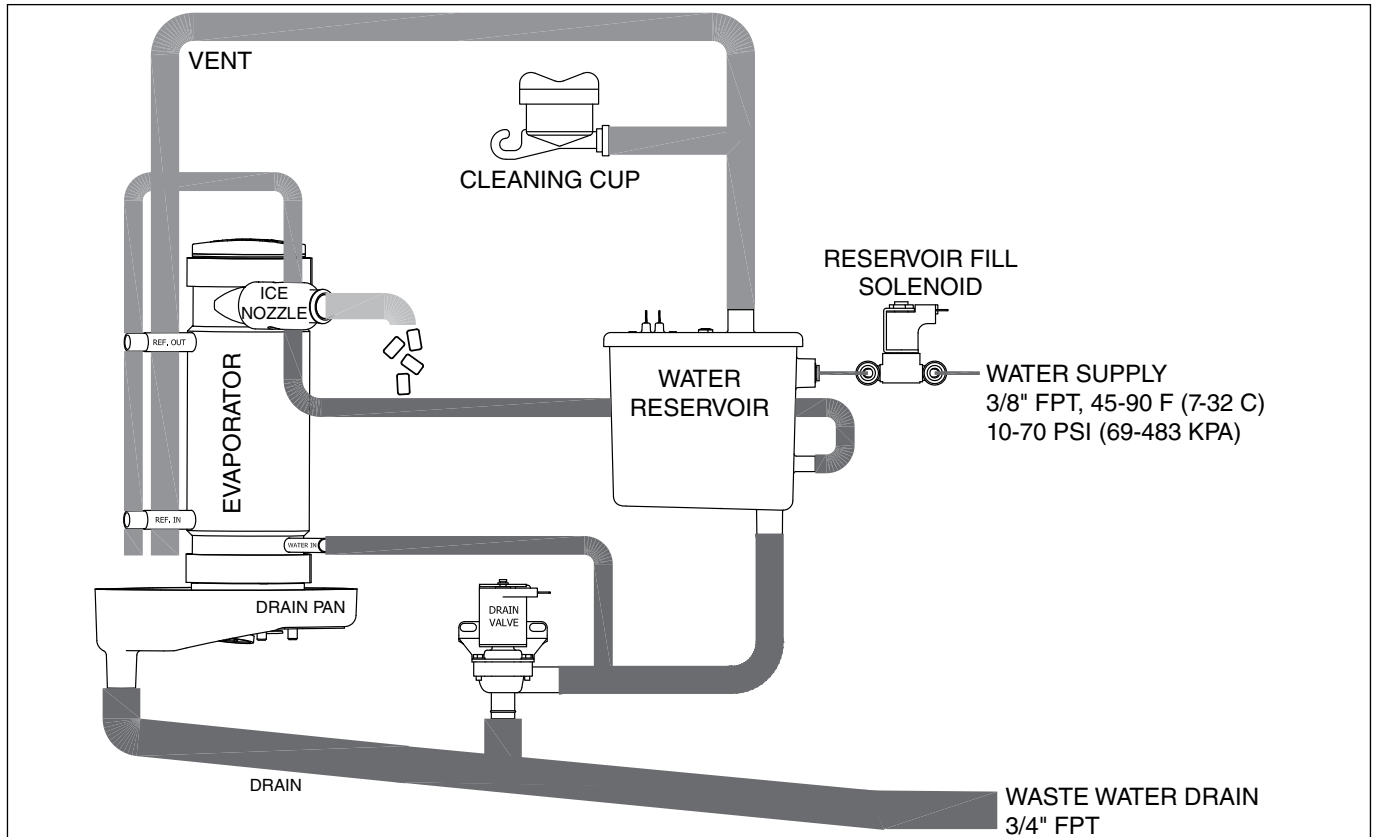 VENT
CLEANING CUP
RESERVOIR FILL
SOLENOID
ICE
NOZZLE
REF. OUT
EVAPORATOR
WATER
RESERVOIR
WATER SUPPLY
3/8" FPT, 45-90 F (7-32 C)
10-70 PSI (69-483 KPA)
REF. IN
WATER IN
DRAIN PAN
DRAIN
VALVE
DRAIN
WASTE WATER DRAIN
3/4" FPT